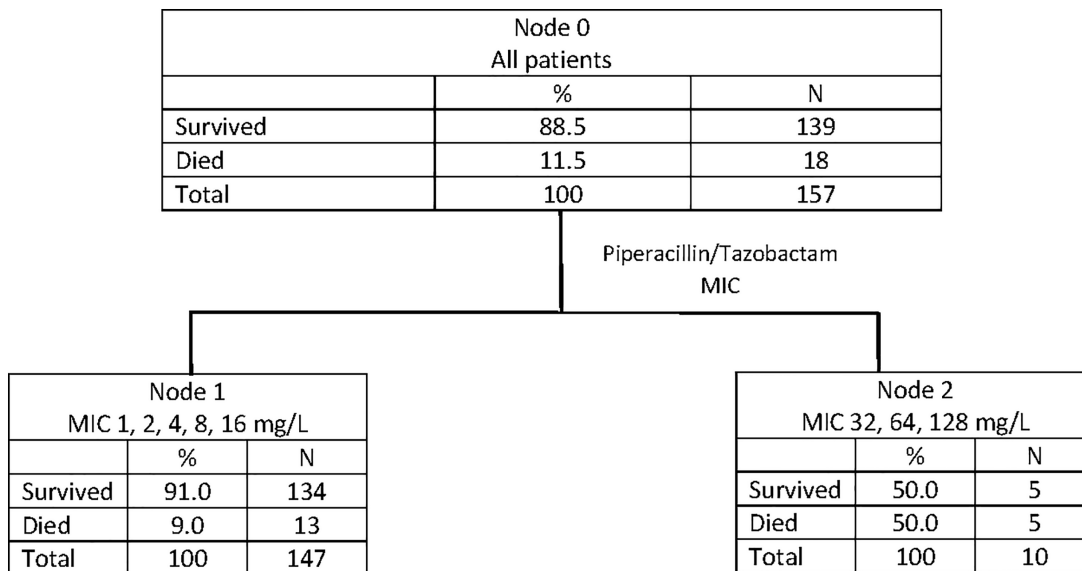 Node 0
All patients
% N
Survived 88.5 139
Died 11.5 18
Total 100 157
Piperacillin/Tazobactam
MIC
Node 1
MIC 1, 2, 4, 8, 16 mg/L
% N
Survived 91.0 134
Died 9.0 13
Total 100 147
Node 2
MIC 32, 64, 128 mg/L
% N
Survived 50.0 5
Died 50.0 5
Total 100 10